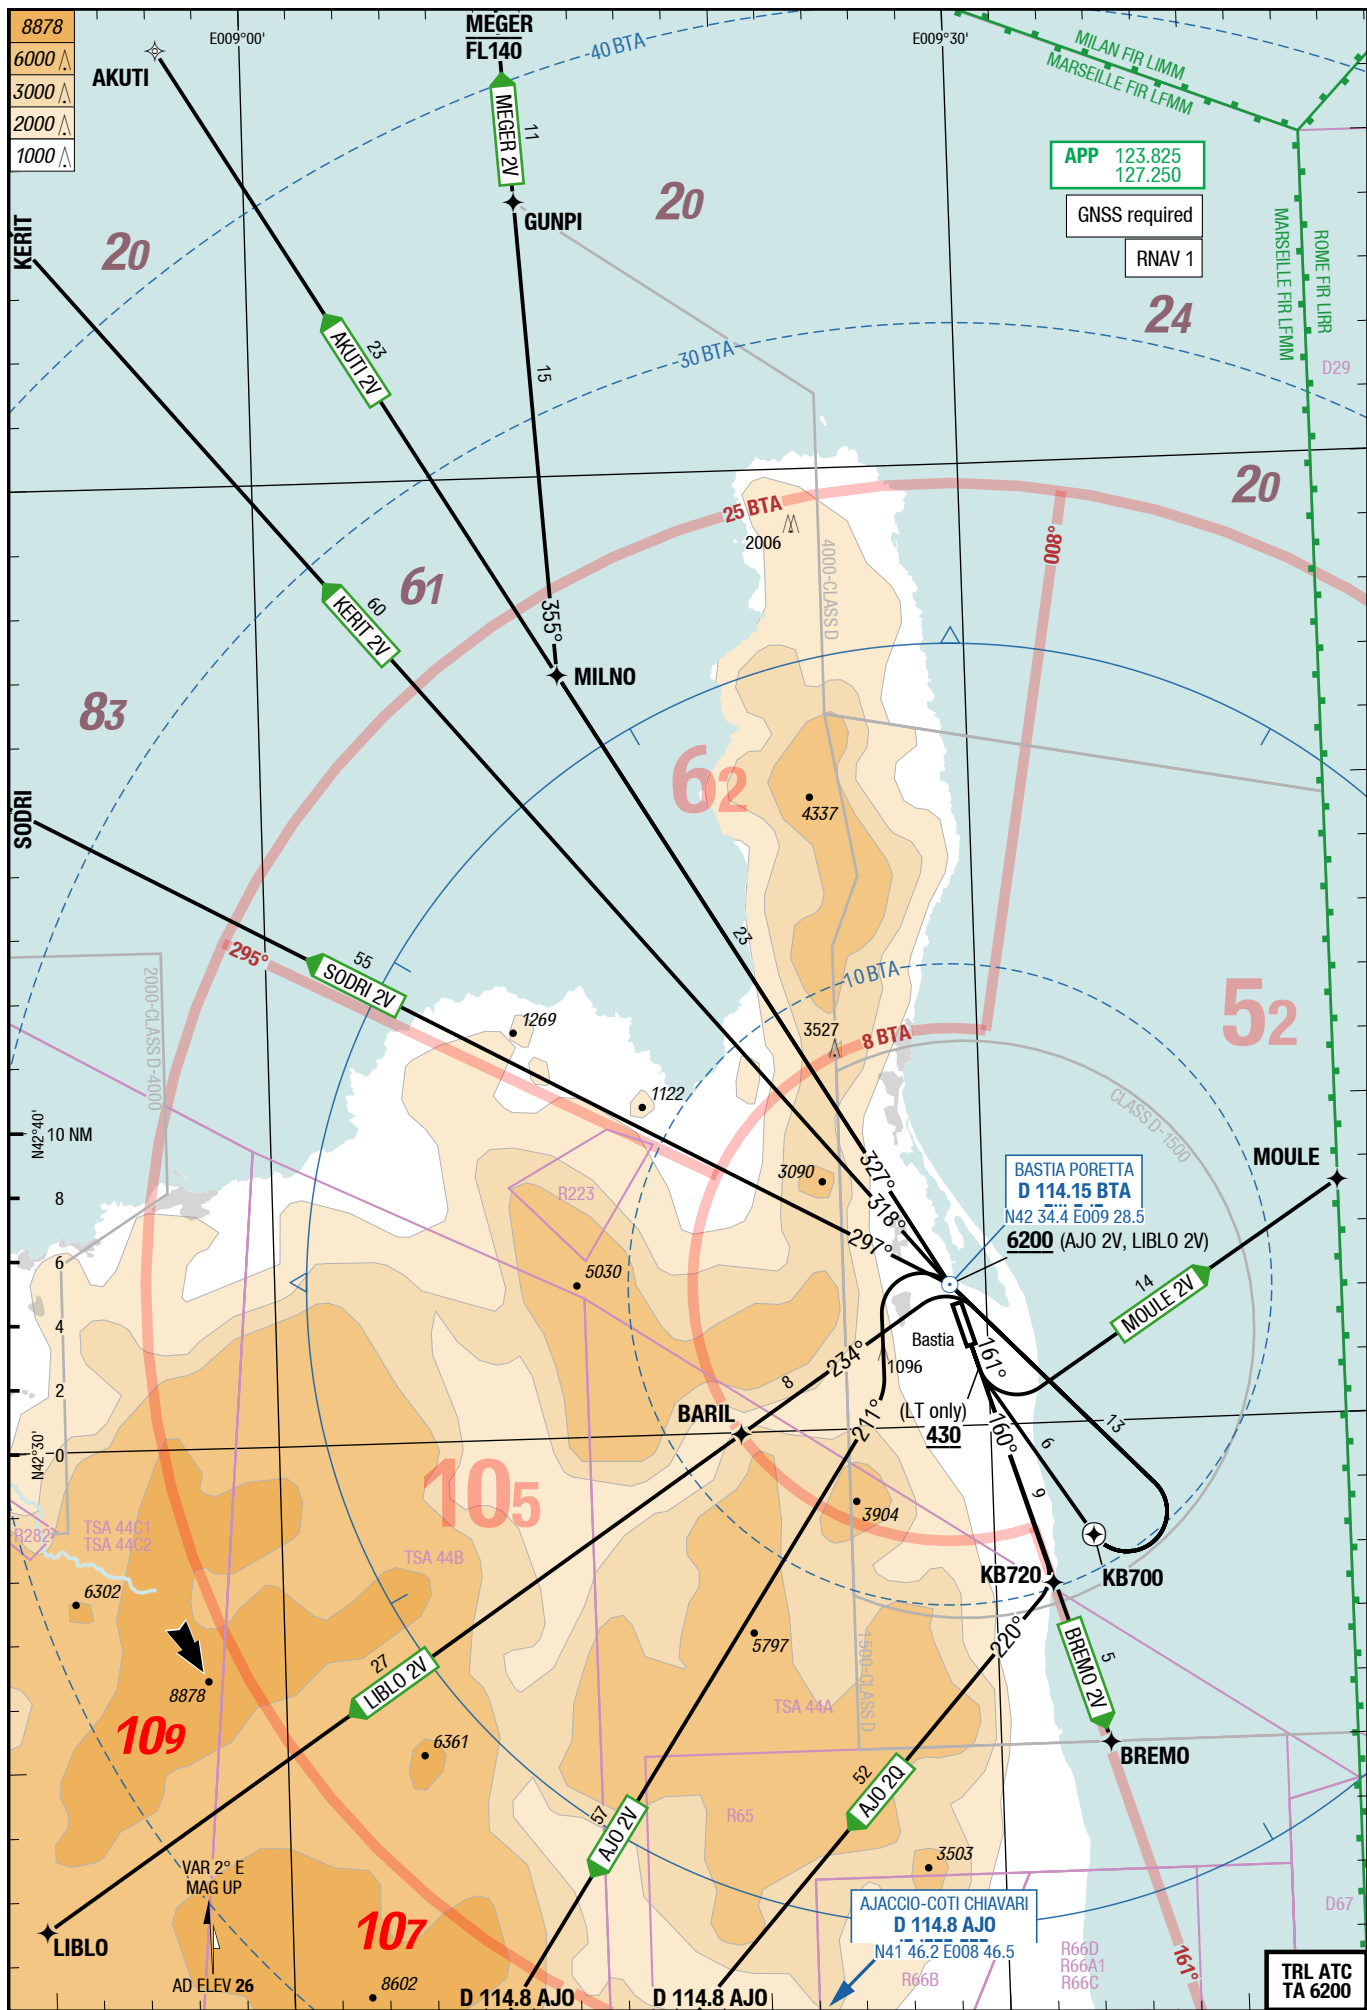 8878
6000
3000
2000
1000
E009°00'
MEGER
FL140
40 BTA
E009°30'
MILAN FIR LIMM
MARSEILLE FIR LFMM
AKUTI
MEGER 2V
11
APP 123.825
127.250
GNSS required
RNAV 1
20
GUNPI
20
KERIT
MARSEILLE FIR LFMM
ROME FIR LIRR
24
AKUTI 2V
23
15
30 BTA
D29
20
25 BTA
2006
4000-CLASS D
008°
61
KERIT 2V
60
355°
MILNO
83
62
4337
SODRI
23
295°
SODRI 2V
55
2000-CLASS D-4000
10 BTA
52
1269
3527
8 BTA
1122
CLASS D-1500
N42°40'
10 NM
8
6
4
2
0
N42°30'
3090
327°
318°
297°
R223
BASTIA PORETTA
D 114.15 BTA
N42 34.4 E009 28.5
6200 (AJO 2V, LIBLO 2V)
MOULE
14
MOULE 2V
5030
Bastia
161°
1096
234°
8
BARIL
211°
(LT only)
430
160°
6
13
9
105
3904
R282
TSA 44C1
TSA 44C2
TSA 44B
KB720
KB700
6302
5797
220°
BREMO 2V
5
8878
27
LIBLO 2V
TSA 44A
1500-CLASS D
109
6361
BREMO
52
AJO 2Q
57
AJO 2V
R65
3503
VAR 2° E
MAG UP
AJACCIO-COTI CHIAVARI
D 114.8 AJO
N41 46.2 E008 46.5
D67
LIBLO
107
R66D
R66A1
R66C
R66B
161°
AD ELEV 26
8602
D 114.8 AJO
D 114.8 AJO
TRL ATC
TA 6200